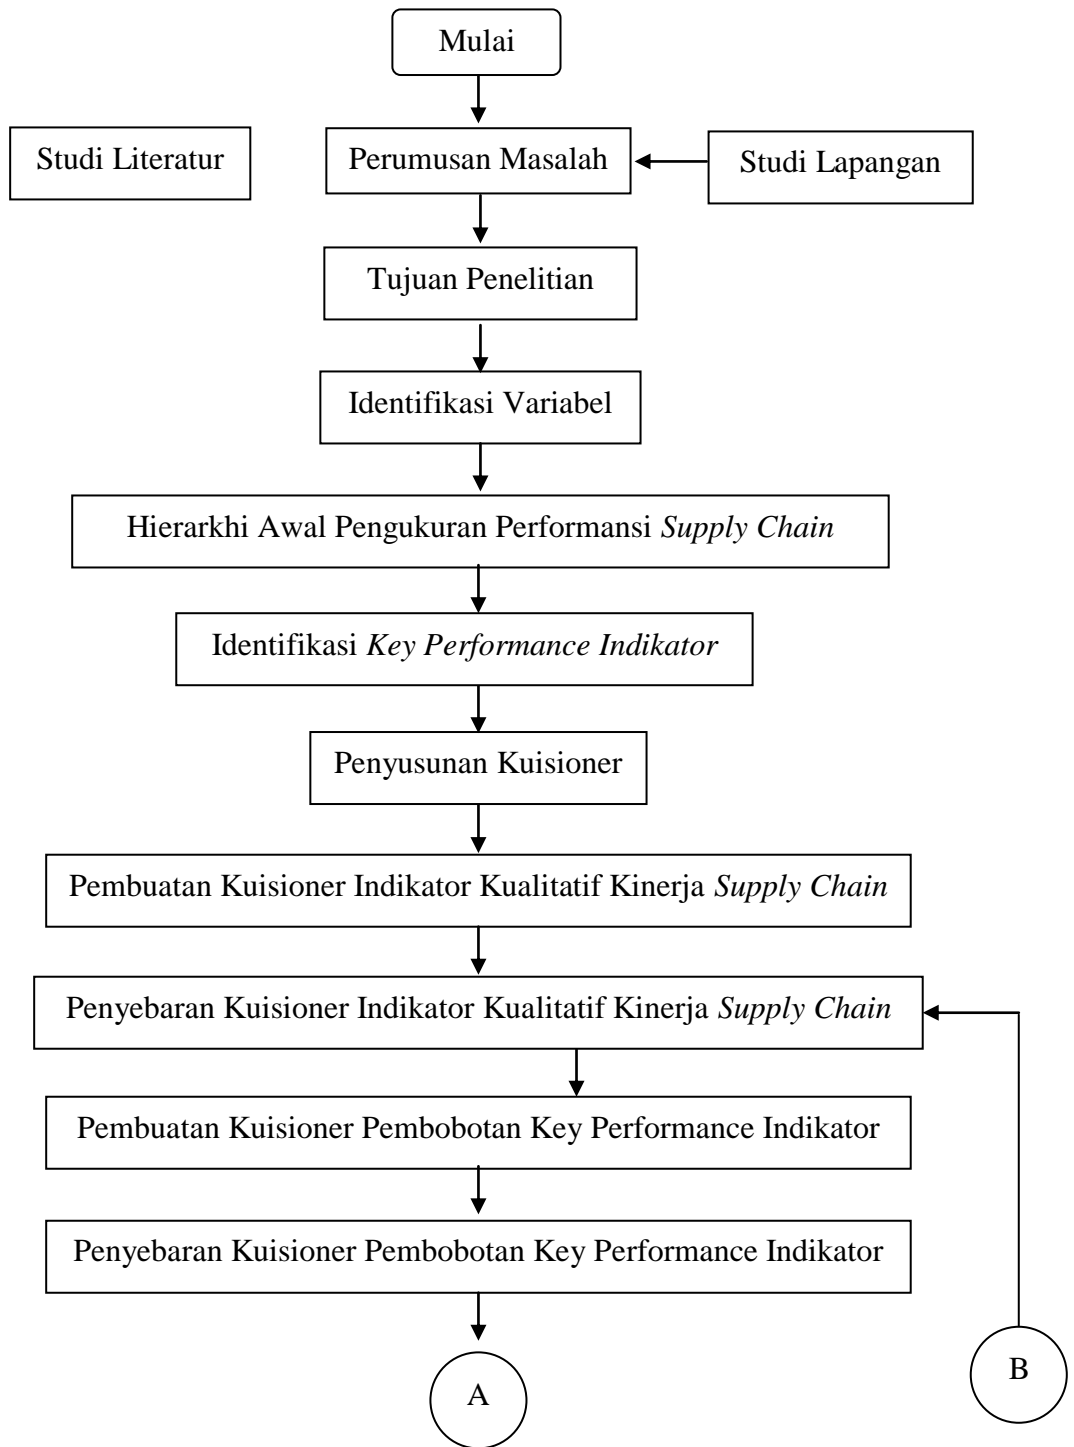 Mulai
Studi Literatur
Perumusan Masalah
Studi Lapangan
Tujuan Penelitian
Identifikasi Variabel
Hierarkhi Awal Pengukuran Performansi Supply Chain
Identifikasi Key Performance Indikator
Penyusunan Kuisioner
Pembuatan Kuisioner Indikator Kualitatif Kinerja Supply Chain
Penyebaran Kuisioner Indikator Kualitatif Kinerja Supply Chain
Pembuatan Kuisioner Pembobotan Key Performance Indikator
Penyebaran Kuisioner Pembobotan Key Performance Indikator
A
B